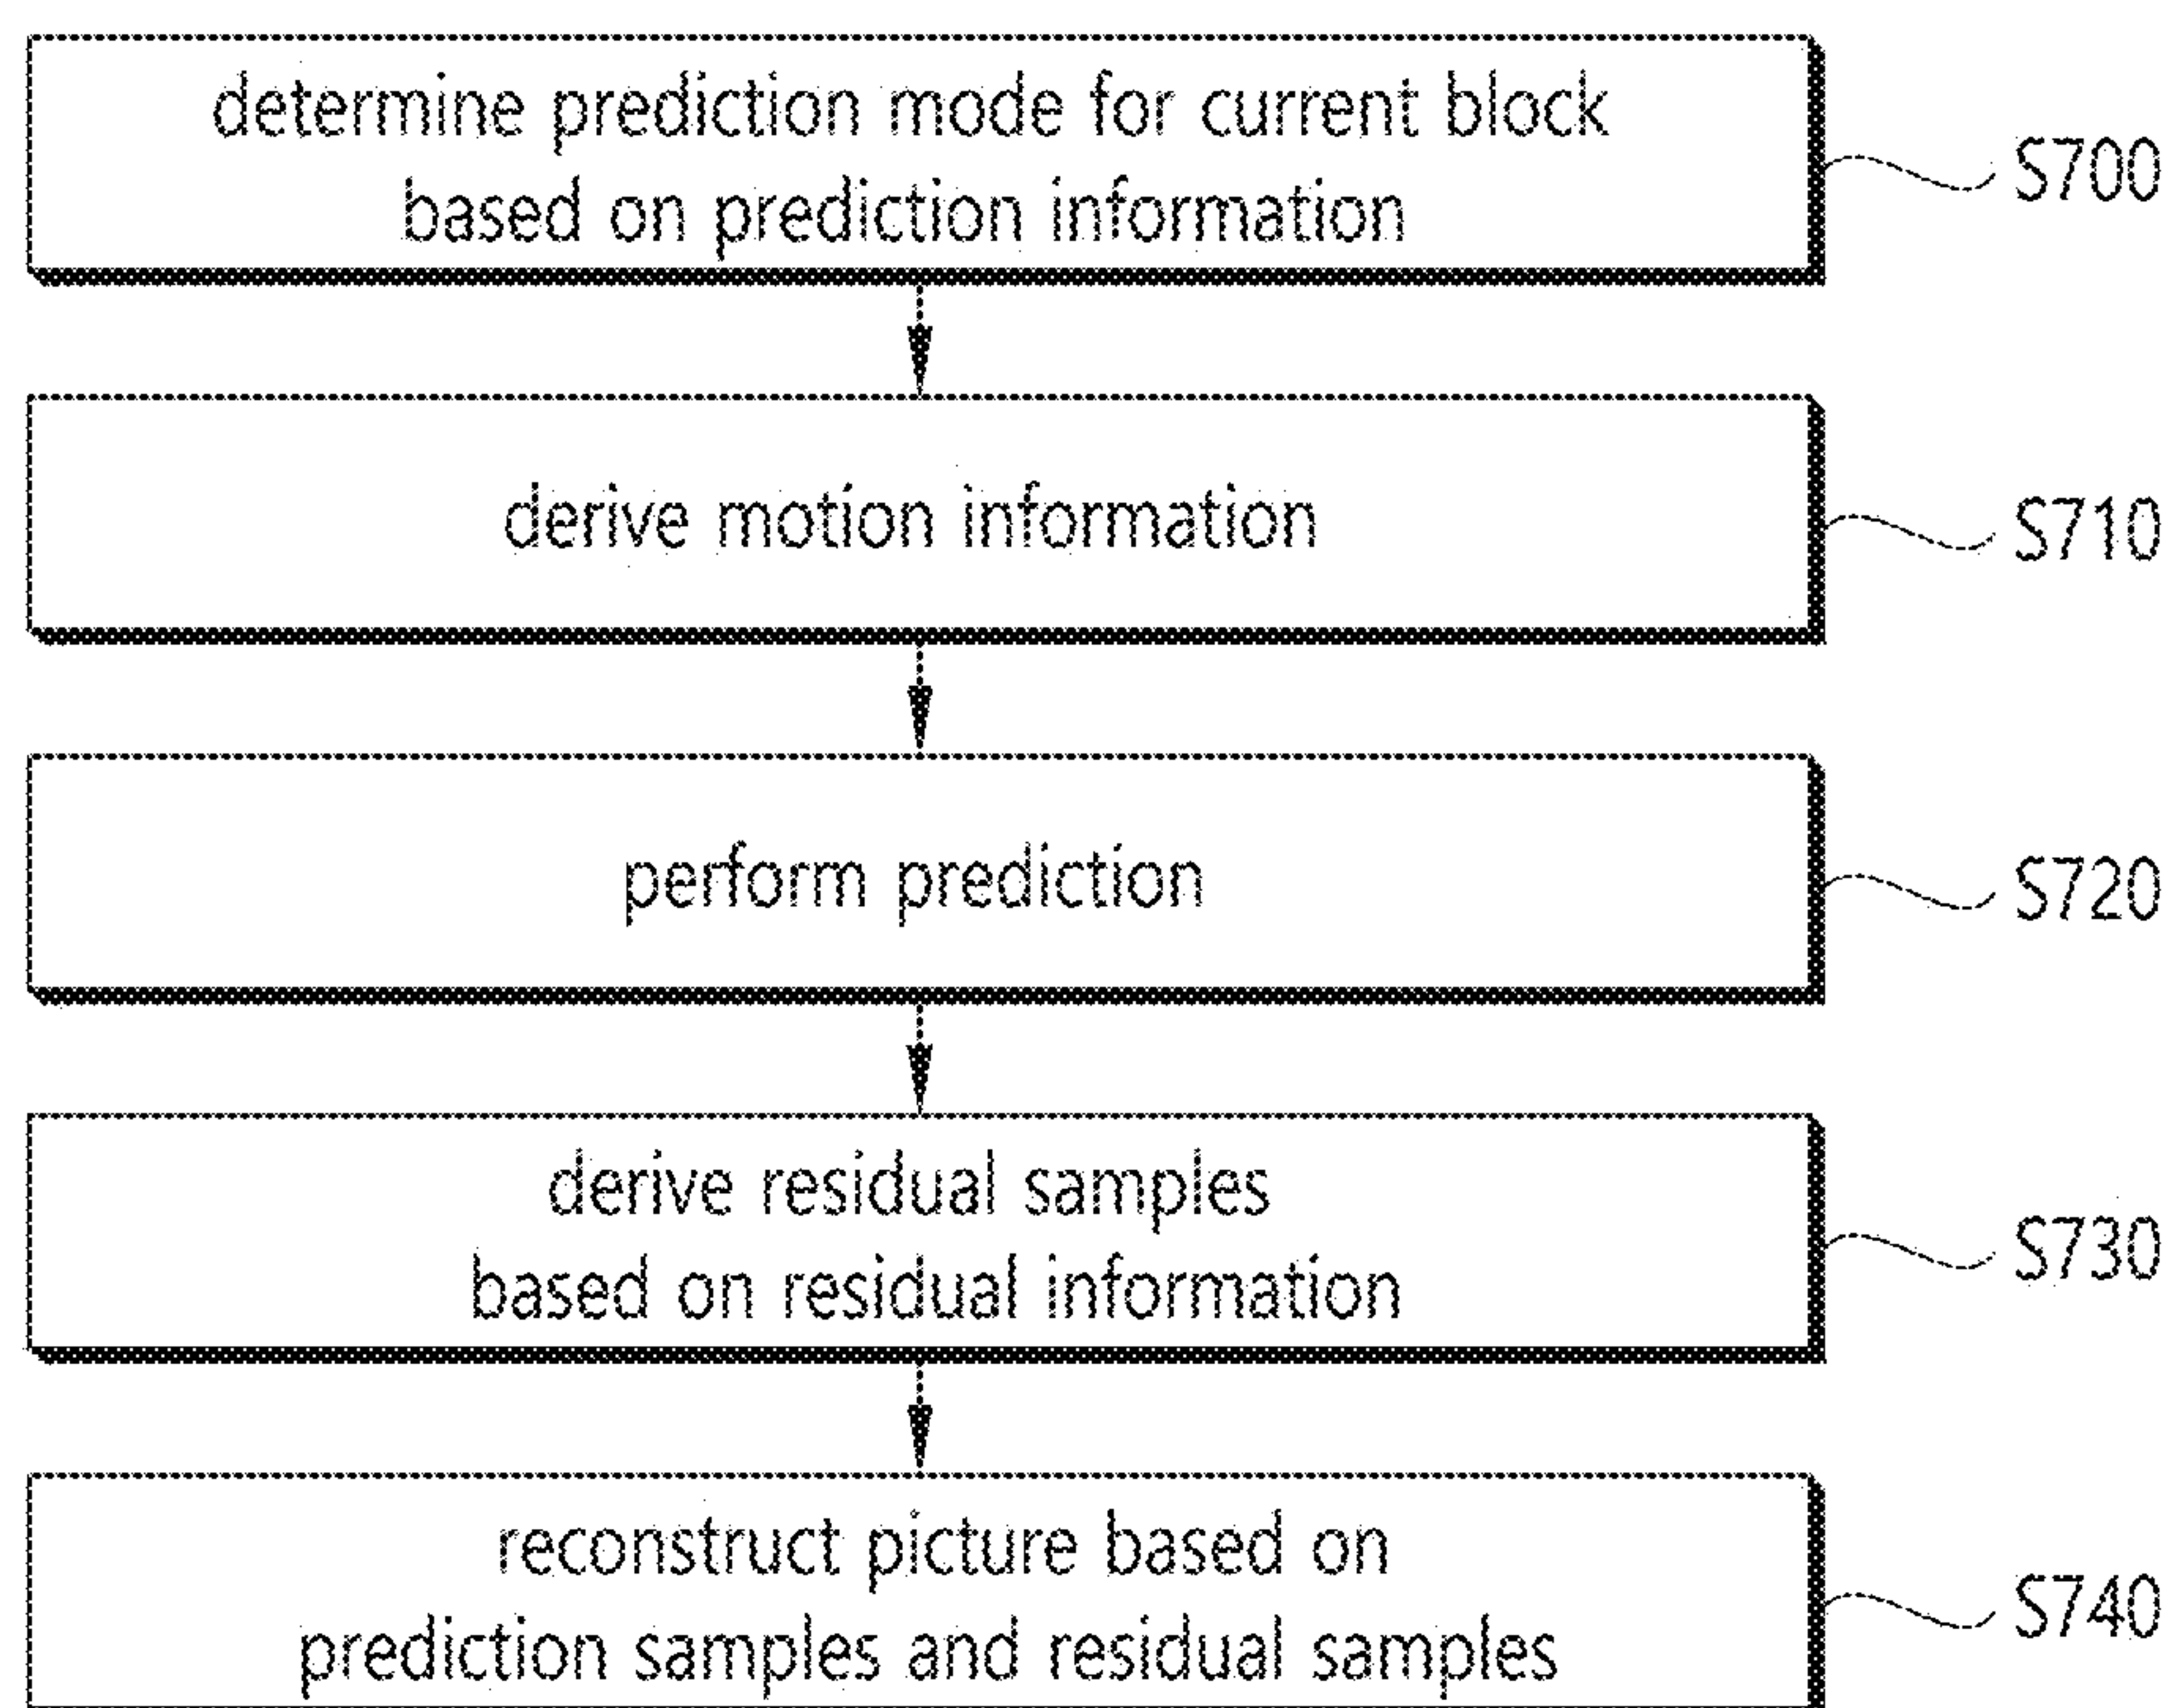 determine prediction mode for current block
based on prediction information
S700
derive motion information
S710
perform prediction
S720
derive residual samples
based on residual information
S730
reconstruct picture based on
prediction samples and residual samples
S740